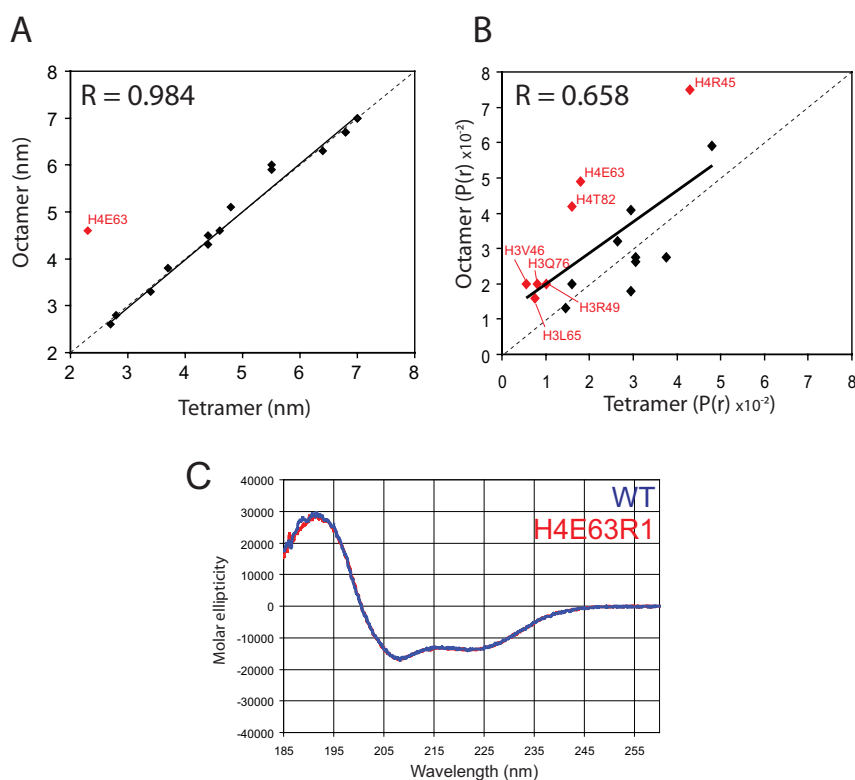 A
R = 0.984
8
7
6
5
4
3
2
Octamer (nm)
H4E63
2 3 4 5 6 7 8
Tetramer (nm)
B
R = 0.658
8
7
6
5
4
3
2
1
0
Octamer (P(r) x10-2)
H4R45
H4E63
H4T82
H3V46
H3Q76
H3R49
H3L65
0 1 2 3 4 5 6 7 8
Tetramer (P(r) x10-2)
C
WT
H4E63R1
40000
30000
20000
10000
0
-10000
-20000
-30000
-40000
Molar ellipticity
185 195 205 215 225 235 245 255
Wavelength (nm)